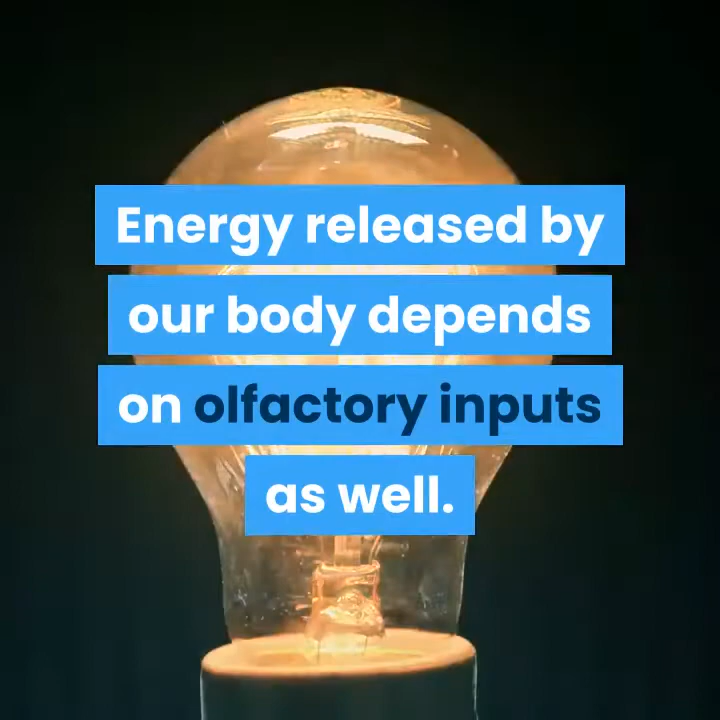 Energy released by
our body depends
on olfactory inputs
as well.